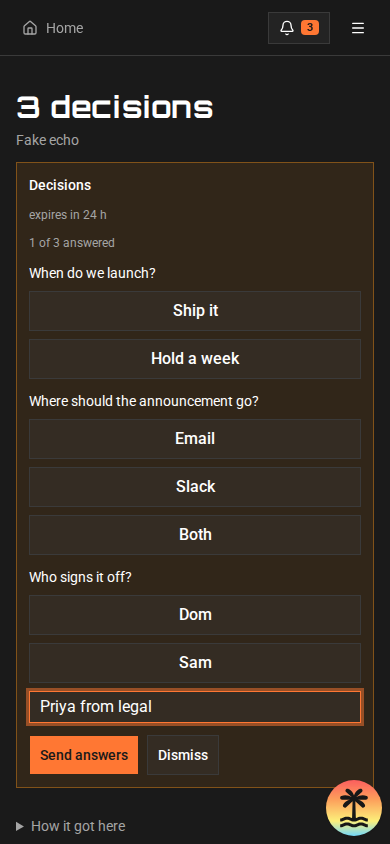 Home
3
3 decisions
Fake echo
Decisions
expires in 24 h
1 of 3 answered
When do we launch?
Ship it
Hold a week
Where should the announcement go?
Email
Slack
Both
Who signs it off?
Dom
Sam
Priya from legal
Send answers
Dismiss
How it got here